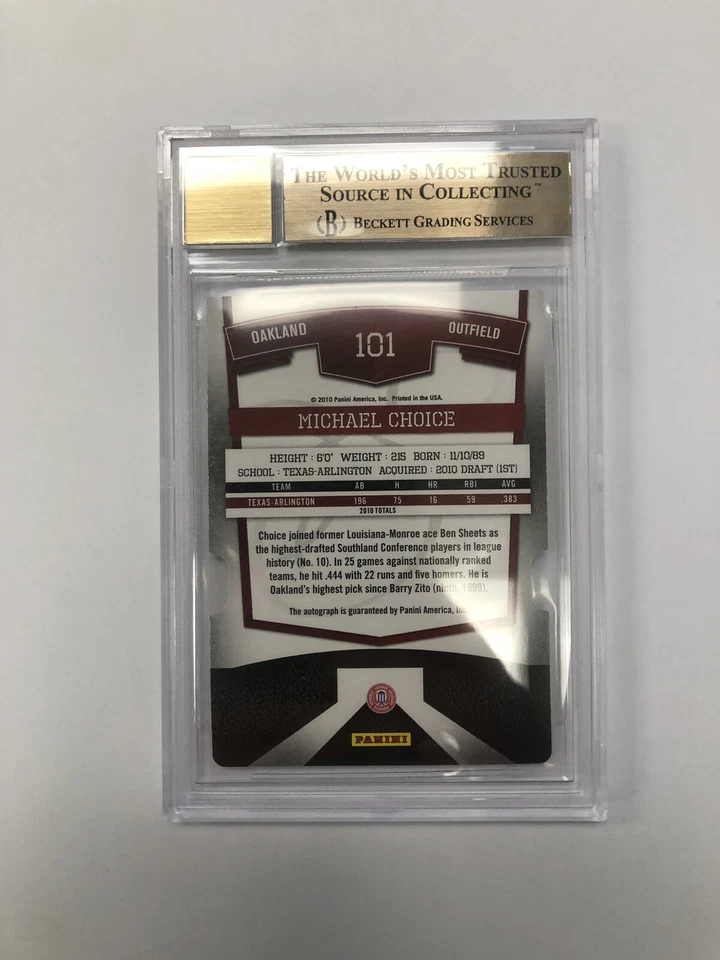 THE WORLD'S MOST TRUSTED
SOURCE IN COLLECTING™
(B) BECKETT GRADING SERVICES
OAKLAND 101 OUTFIELD
© 2010 Panini America, Inc. Printed in the USA.
MICHAEL CHOICE
HEIGHT : 6'0" WEIGHT : 215 BORN : 11/10/89
SCHOOL : TEXAS-ARLINGTON ACQUIRED : 2010 DRAFT (1ST)
TEAM AB H HR RBI AVG
TEXAS-ARLINGTON 196 75 16 59 .383
2010 TOTALS
Choice joined former Louisiana-Monroe ace Ben Sheets as
the highest-drafted Southland Conference players in league
history (No. 10). In 25 games against nationally ranked
teams, he hit .444 with 22 runs and five homers. He is
Oakland's highest pick since Barry Zito (ninth, 1999).
The autograph is guaranteed by Panini America, Inc.
PANINI